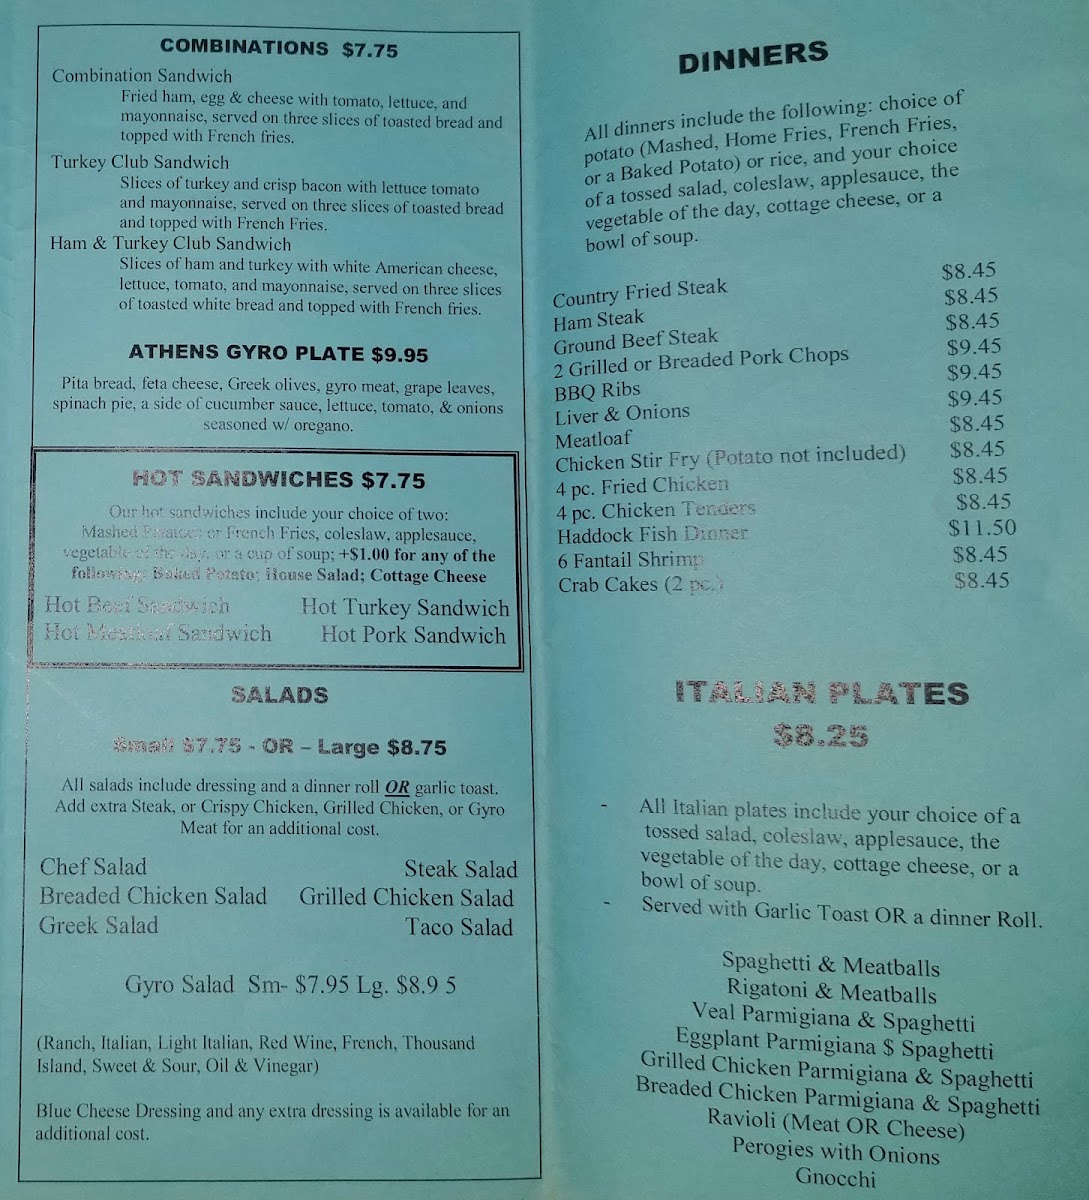 COMBINATIONS $7.75
Combination Sandwich
Fried ham, egg & cheese with tomato, lettuce, and
mayonnaise, served on three slices of toasted bread and
topped with French fries.
Turkey Club Sandwich
Slices of turkey and crisp bacon with lettuce tomato
and mayonnaise, served on three slices of toasted bread
and topped with French Fries.
Ham & Turkey Club Sandwich
Slices of ham and turkey with white American cheese,
lettuce, tomato, and mayonnaise, served on three slices
of toasted white bread and topped with French fries.
ATHENS GYRO PLATE $9.95
Pita bread, feta cheese, Greek olives, gyro meat, grape leaves,
spinach pie, a side of cucumber sauce, lettuce, tomato, & onions
seasoned w/ oregano.
HOT SANDWICHES $7.75
Our hot sandwiches include your choice of two:
Mashed Potatoes or French Fries, coleslaw, applesauce,
vegetable of the day, or a cup of soup; +$1.00 for any of the
following: Baked Potato; House Salad; Cottage Cheese
Hot Beef Sandwich Hot Turkey Sandwich
Hot Meatloaf Sandwich Hot Pork Sandwich
SALADS
Small $7.75 - OR – Large $8.75
All salads include dressing and a dinner roll OR garlic toast.
Add extra Steak, or Crispy Chicken, Grilled Chicken, or Gyro
Meat for an additional cost.
Chef Salad Steak Salad
Breaded Chicken Salad Grilled Chicken Salad
Greek Salad Taco Salad
Gyro Salad Sm- $7.95 Lg. $8.9 5
(Ranch, Italian, Light Italian, Red Wine, French, Thousand
Island, Sweet & Sour, Oil & Vinegar)
Blue Cheese Dressing and any extra dressing is available for an
additional cost.
DINNERS
All dinners include the following: choice of
potato (Mashed, Home Fries, French Fries,
or a Baked Potato) or rice, and your choice
of a tossed salad, coleslaw, applesauce, the
vegetable of the day, cottage cheese, or a
bowl of soup.
Country Fried Steak $8.45
Ham Steak $8.45
Ground Beef Steak $8.45
2 Grilled or Breaded Pork Chops $9.45
BBQ Ribs $9.45
Liver & Onions $9.45
Meatloaf $8.45
Chicken Stir Fry (Potato not included) $8.45
4 pc. Fried Chicken $8.45
4 pc. Chicken Tenders $8.45
Haddock Fish Dinner $11.50
6 Fantail Shrimp $8.45
Crab Cakes (2 pc.) $8.45
ITALIAN PLATES
$8.25
- All Italian plates include your choice of a
tossed salad, coleslaw, applesauce, the
vegetable of the day, cottage cheese, or a
bowl of soup.
- Served with Garlic Toast OR a dinner Roll.
Spaghetti & Meatballs
Rigatoni & Meatballs
Veal Parmigiana & Spaghetti
Eggplant Parmigiana $ Spaghetti
Grilled Chicken Parmigiana & Spaghetti
Breaded Chicken Parmigiana & Spaghetti
Ravioli (Meat OR Cheese)
Perogies with Onions
Gnocchi